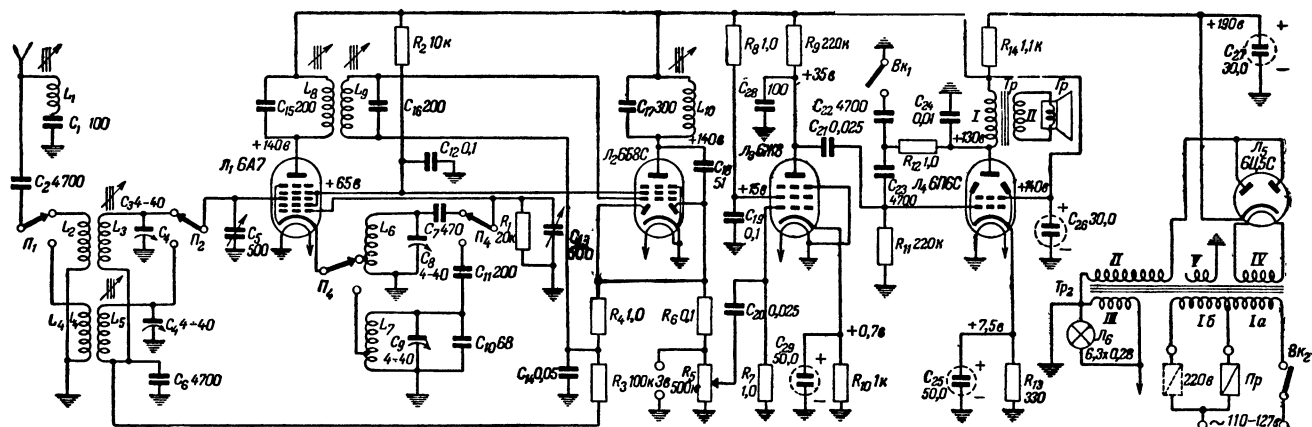 L₁
C₁ 100
C₂ 4700
П₁
L₂
L₃
C₃ 4-40
П₂
L₄
L₅
C₄ 4÷40
C₆ 4700
C₅
500
C₁₅ 200
L₈
L₉
C₁₆ 200
+140в
Л₁ 6А7
+65в
R₂ 10к
C₁₂ 0,1
L₆
C₇ 470
C₈
4-40
П₄
R₁
20к
П₄
C₁₁ 200
L₇
C₉
4-40
C₁₀ 68
C₁₄ 0,05
C₁₇ 300
L₁₀
+140в
Л₂ 6Б8С
C₁₈
51
R₄ 1,0
R₆ 0,1
R₃ 100к
Зв
R₅
500к
R₈ 1,0
R₉ 220к
+35в
C₂₈
100
Л₃ 6Ж8
+15в
C₁₉
0,1
C₂₀ 0,025
R₇
1,0
C₂₉
50,0
+
−
+0,7в
R₁₀ 1к
Вк₁
C₂₂ 4700
C₂₁ 0,025
C₂₄
0,01
R₁₂ 1,0
C₂₃
4700
R₁₁ 220к
R₁₄ 1,1к
Тр
I
II
Гр
+130в
Л₄ 6П6С
+140в
+
C₂₆ 30,0
−
+7,5в
C₂₅
50,0
+
−
R₁₃
330
+190в
+
C₂₇
30,0
−
Л₅
6Ц5С
II
V
IV
Тр₂
III
Iб
Iа
Л₆
6,3х0,28
220в
Пр
Вк₂
~110-127в